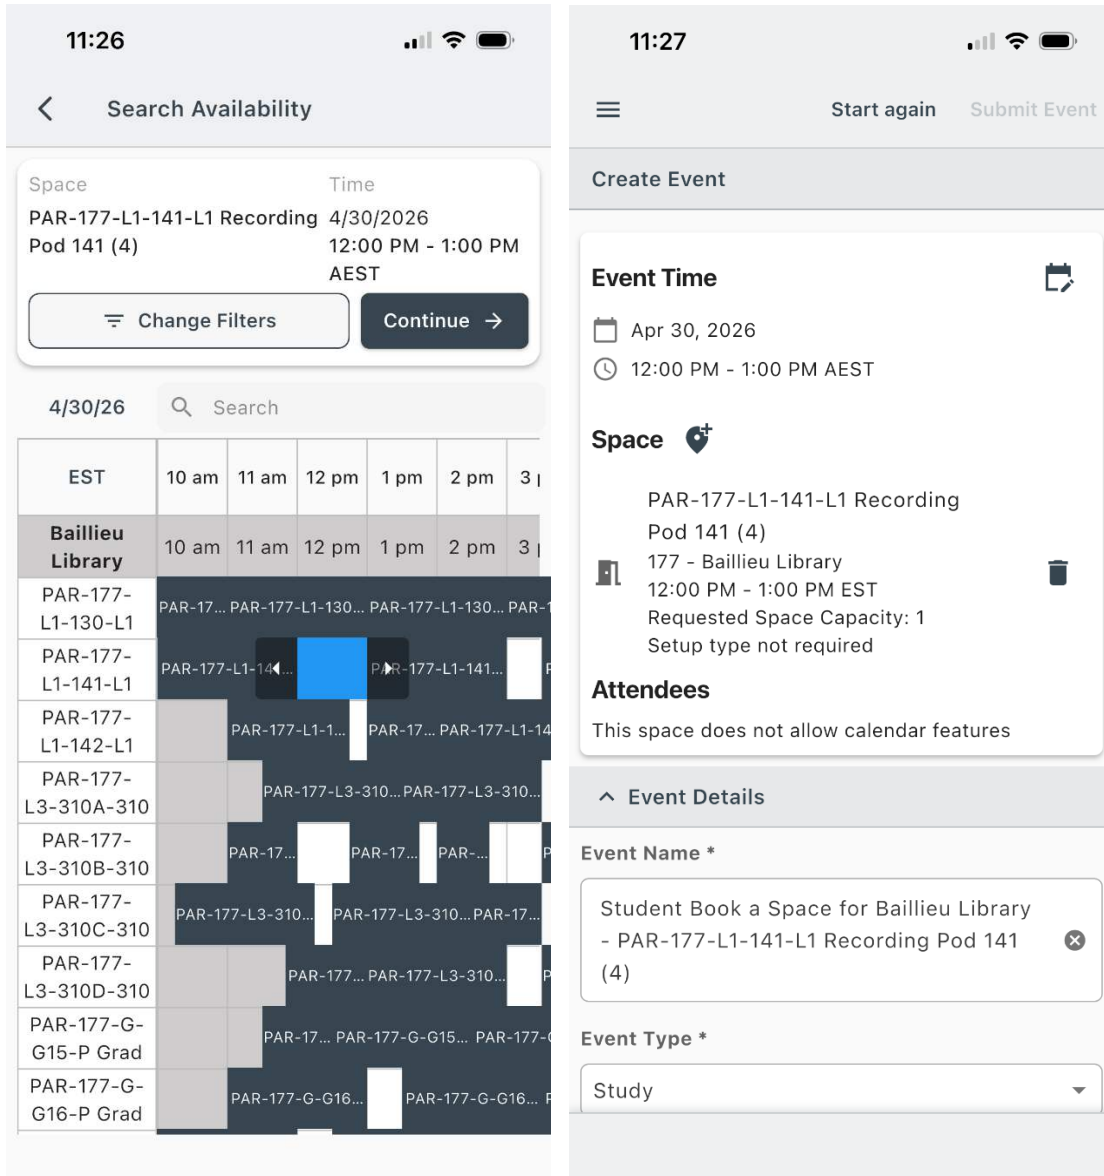 11:26
Search Availability
Space
Time
PAR-177-L1-141-L1 Recording
Pod 141 (4)
4/30/2026
12:00 PM - 1:00 PM
AEST
Change Filters
Continue
4/30/26
Search
EST
10 am
11 am
12 pm
1 pm
2 pm
3
Baillieu
Library
10 am
11 am
12 pm
1 pm
2 pm
3
PAR-177-
L1-130-L1
PAR-17...
PAR-177-L1-130...
PAR-177-L1-130...
PAR-1
PAR-177-
L1-141-L1
PAR-177-L1-14...
PAR-177-L1-141...
PAR-177-
L1-142-L1
PAR-177-L1-1...
PAR-17...
PAR-177-L1-14
PAR-177-
L3-310A-310
PAR-177-L3-310...
PAR-177-L3-310...
PAR-177-
L3-310B-310
PAR-17...
PAR-17...
PAR-...
PAR-177-
L3-310C-310
PAR-177-L3-310...
PAR-177-L3-310...
PAR-17...
PAR-177-
L3-310D-310
PAR-177...
PAR-177-L3-310...
PAR-177-G-
G15-P Grad
PAR-17...
PAR-177-G-G15...
PAR-177-
PAR-177-G-
G16-P Grad
PAR-177-G-G16...
PAR-177-G-G16...
11:27
Start again
Submit Event
Create Event
Event Time
Apr 30, 2026
12:00 PM - 1:00 PM AEST
Space
PAR-177-L1-141-L1 Recording
Pod 141 (4)
177 - Baillieu Library
12:00 PM - 1:00 PM EST
Requested Space Capacity: 1
Setup type not required
Attendees
This space does not allow calendar features
Event Details
Event Name *
Student Book a Space for Baillieu Library
- PAR-177-L1-141-L1 Recording Pod 141
(4)
Event Type *
Study